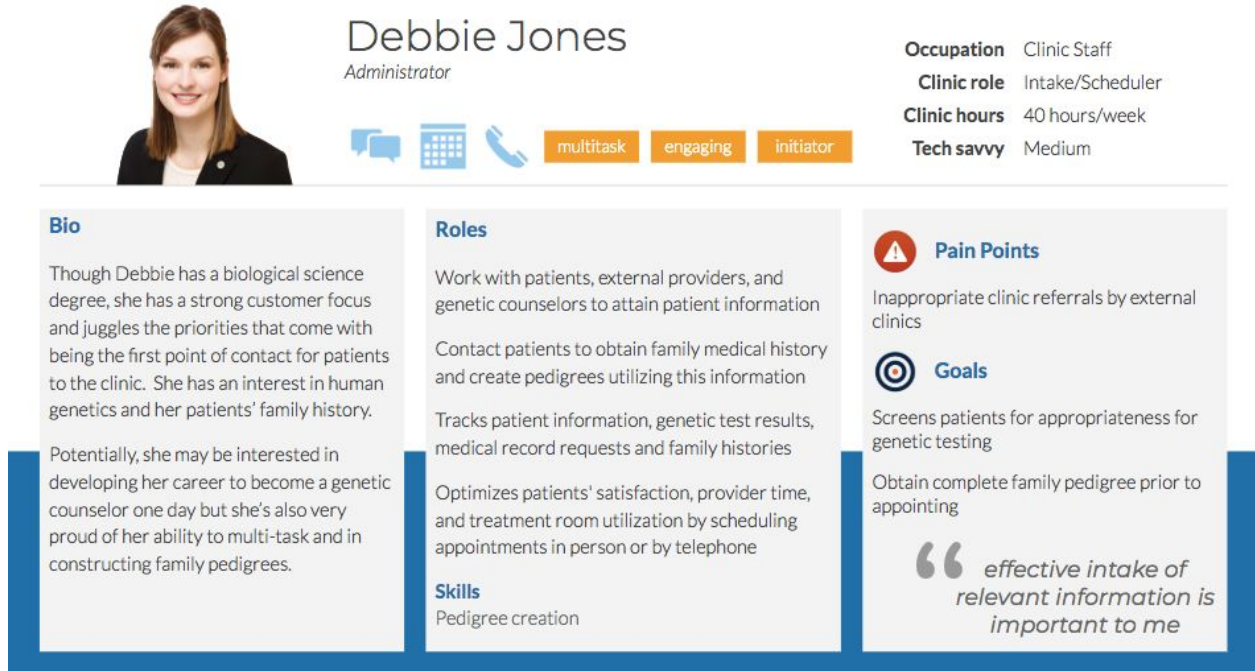 Debbie Jones
Administrator
multitask engaging initiator
Occupation Clinic Staff
Clinic role Intake/Scheduler
Clinic hours 40 hours/week
Tech savvy Medium
Bio
Though Debbie has a biological science
degree, she has a strong customer focus
and juggles the priorities that come with
being the first point of contact for patients
to the clinic. She has an interest in human
genetics and her patients' family history.
Potentially, she may be interested in
developing her career to become a genetic
counselor one day but she's also very
proud of her ability to multi-task and in
constructing family pedigrees.
Roles
Work with patients, external providers, and
genetic counselors to attain patient information
Contact patients to obtain family medical history
and create pedigrees utilizing this information
Tracks patient information, genetic test results,
medical record requests and family histories
Optimizes patients' satisfaction, provider time,
and treatment room utilization by scheduling
appointments in person or by telephone
Skills
Pedigree creation
Pain Points
Inappropriate clinic referrals by external
clinics
Goals
Screens patients for appropriateness for
genetic testing
Obtain complete family pedigree prior to
appointing
“ effective intake of
relevant information is
important to me